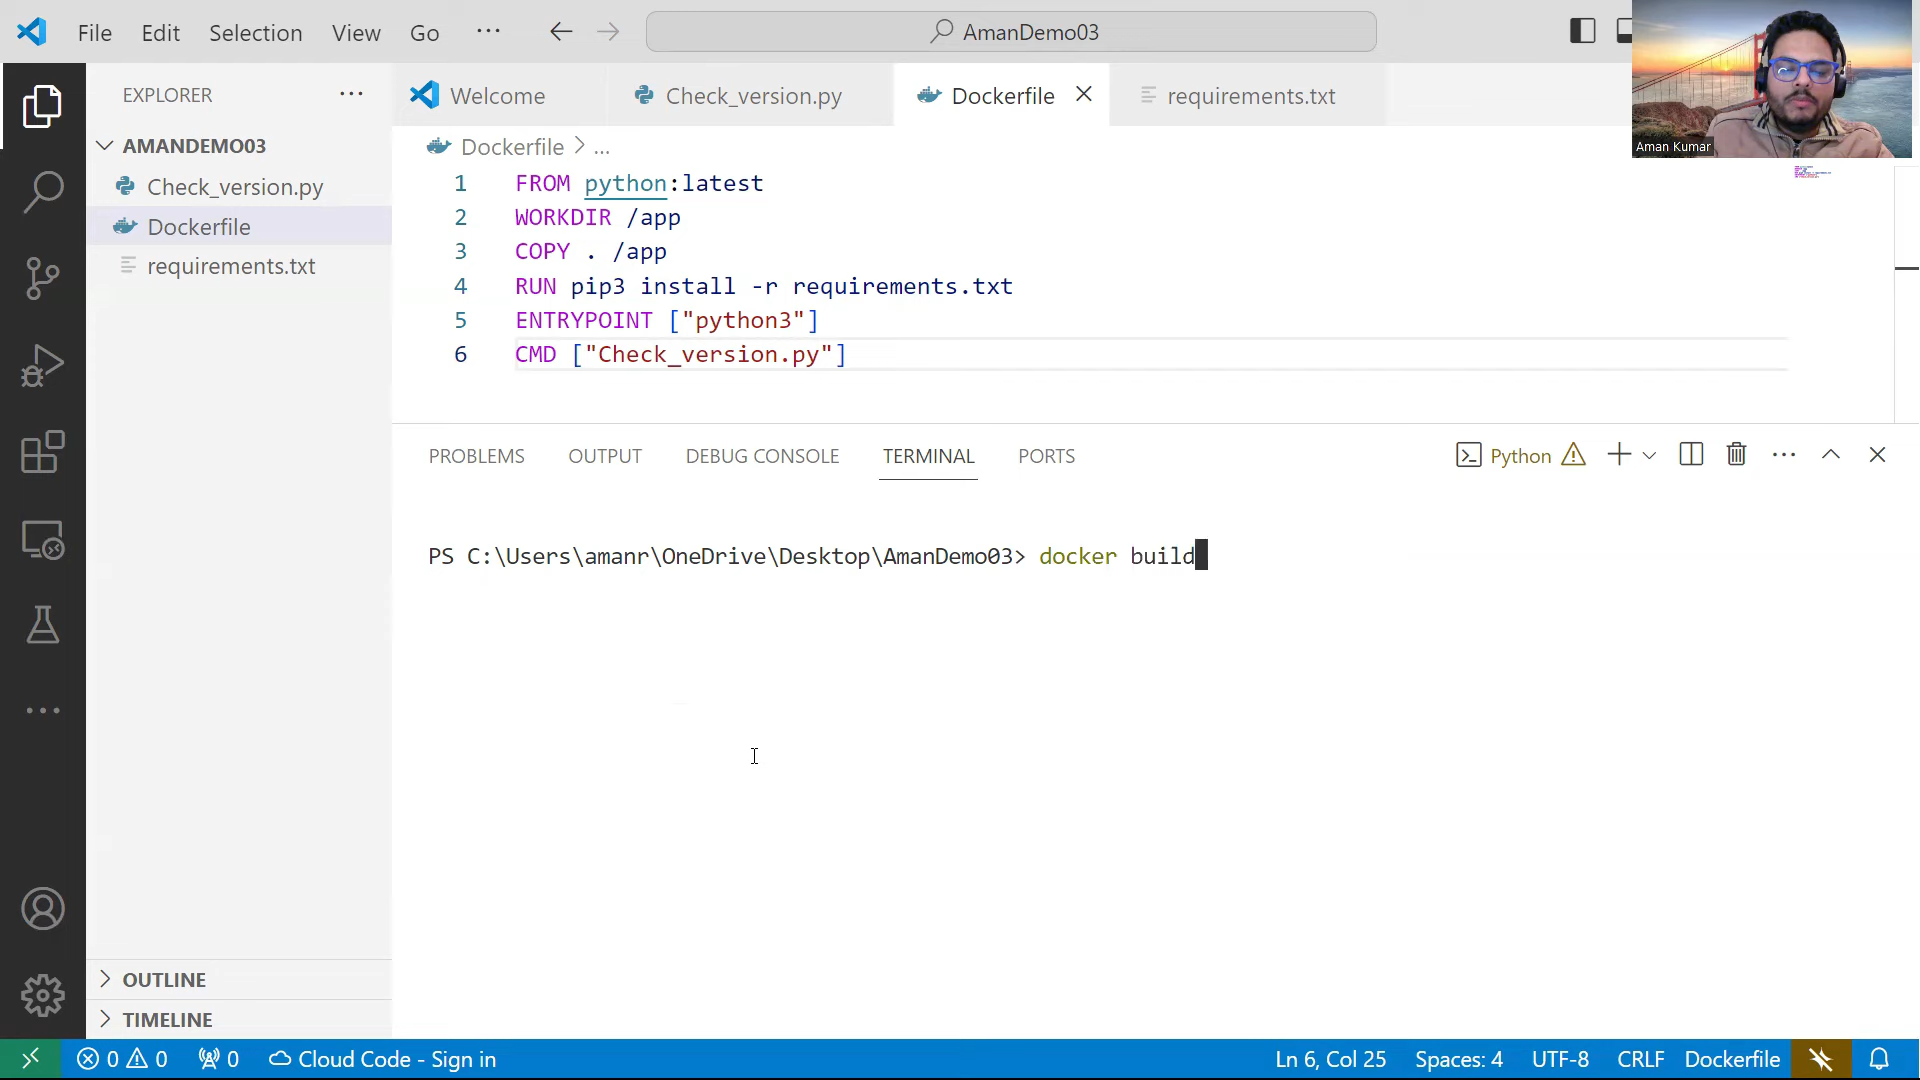 File Edit Selection View Go ··· AmanDemo03
Aman Kumar
EXPLORER ···
AMANDEMO03
Check_version.py
Dockerfile
requirements.txt
OUTLINE
TIMELINE
Welcome Check_version.py Dockerfile requirements.txt
Dockerfile > ...
1 FROM python:latest
2 WORKDIR /app
3 COPY . /app
4 RUN pip3 install -r requirements.txt
5 ENTRYPOINT ["python3"]
6 CMD ["Check_version.py"]
PROBLEMS OUTPUT DEBUG CONSOLE TERMINAL PORTS Python
PS C:\Users\amanr\OneDrive\Desktop\AmanDemo03> docker build
0 0 0 Cloud Code - Sign in Ln 6, Col 25 Spaces: 4 UTF-8 CRLF Dockerfile